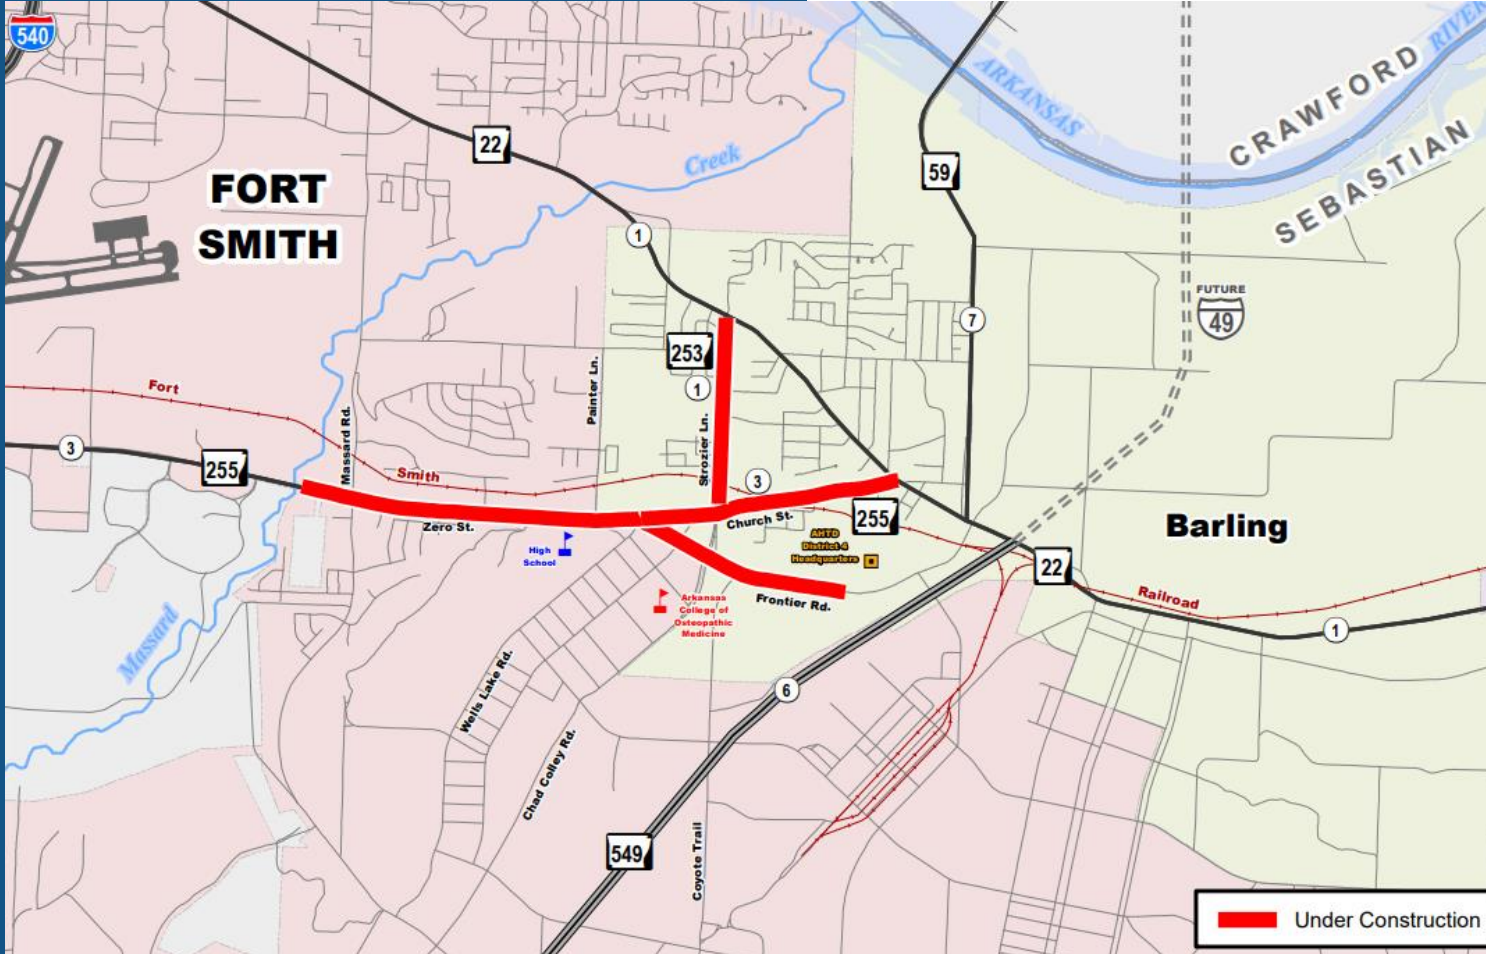 540
ARKANSAS
RIVER
CRAWFORD
SEBASTIAN
22
Creek
59
FORT
SMITH
1
FUTURE
49
7
253
1
Painter Ln.
Fort
Massard Rd.
Strozier Ln.
3
255
Smith
3
Zero St.
Church St.
255
Barling
High
School
AHTD
District 4
Headquarters
22
Railroad
Arkansas
College of
Osteopathic
Medicine
Frontier Rd.
1
Massard
Wells Lake Rd.
6
Chad Colley Rd.
549
Coyote Trail
Under Construction